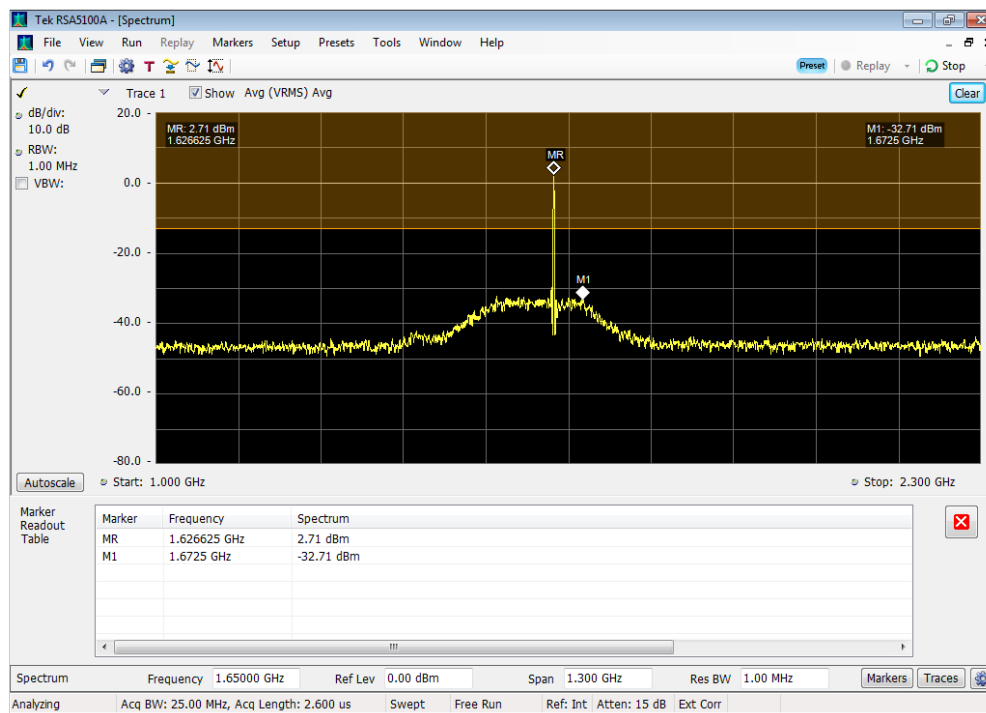 Tek RSA5100A - [Spectrum]
File View Run Replay Markers Setup Presets Tools Window Help
T Preset Replay Stop
Trace 1 Show Avg (VRMS) Avg Clear
dB/div:
10.0 dB
RBW:
1.00 MHz
VBW:
20.0 -
0.0 -
-20.0 -
-40.0 -
-60.0 -
-80.0 -
MR: 2.71 dBm
1.626625 GHz
M1: -32.71 dBm
1.6725 GHz
MR
M1
Autoscale Start: 1.000 GHz Stop: 2.300 GHz
Marker
Readout
Table
Marker Frequency Spectrum
MR 1.626625 GHz 2.71 dBm
M1 1.6725 GHz -32.71 dBm
Spectrum Frequency 1.65000 GHz Ref Lev 0.00 dBm Span 1.300 GHz Res BW 1.00 MHz Markers Traces
Analyzing Acq BW: 25.00 MHz, Acq Length: 2.600 us Swept Free Run Ref: Int Atten: 15 dB Ext Corr